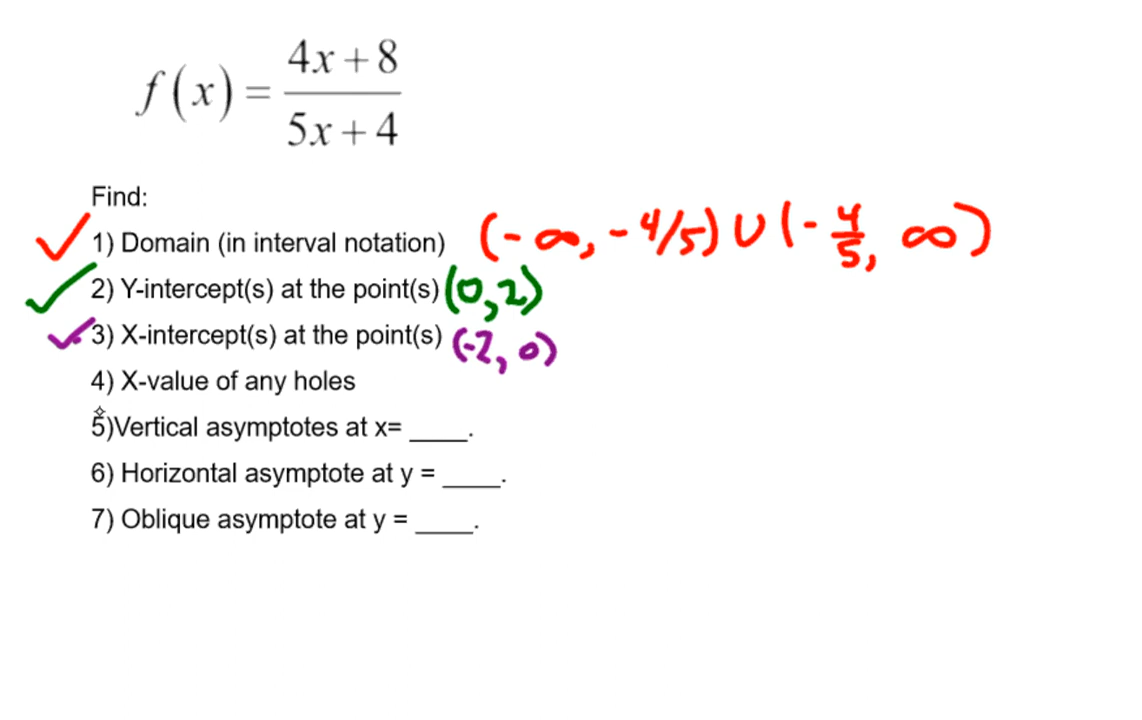 f(x) = (4x + 8)/(5x + 4)
Find:
1) Domain (in interval notation) (-∞, -4/5) ∪ (-4/5, ∞)
2) Y-intercept(s) at the point(s) (0,2)
3) X-intercept(s) at the point(s) (-2, 0)
4) X-value of any holes
5)Vertical asymptotes at x= ____.
6) Horizontal asymptote at y = ____.
7) Oblique asymptote at y = ____.